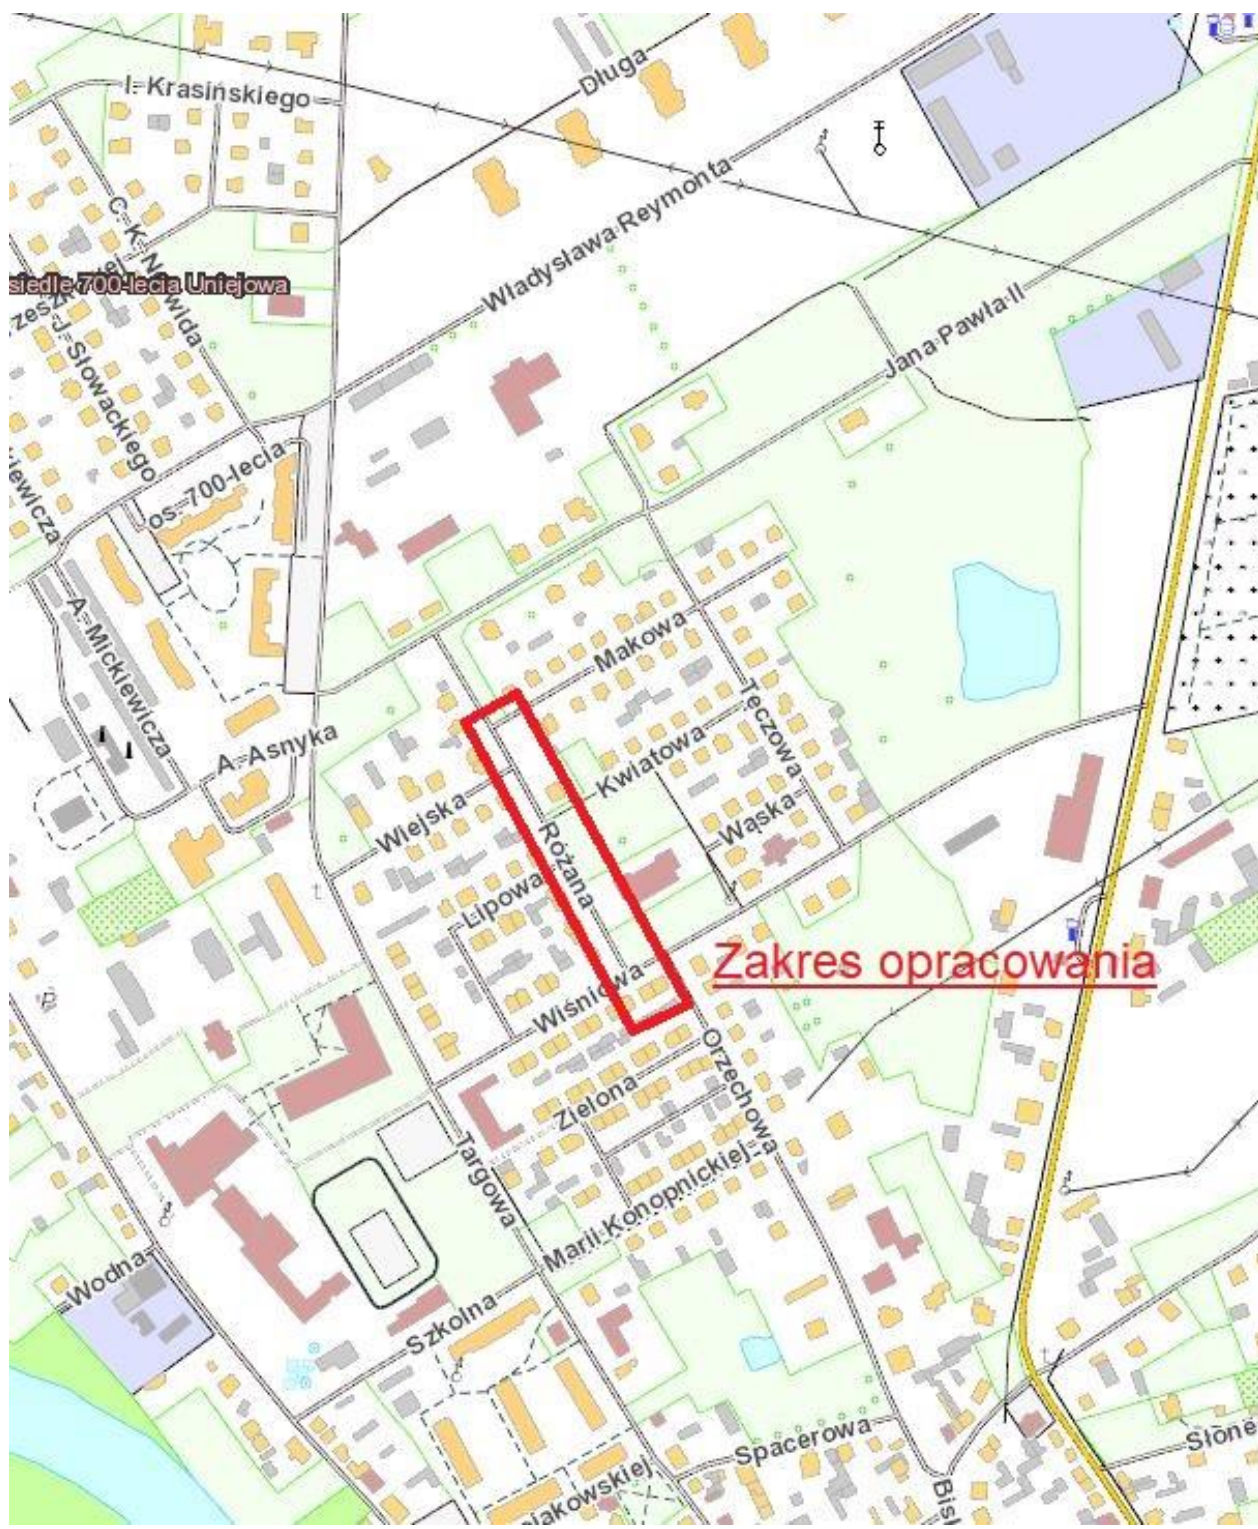 Długa
I. Krasińskiego
Władysława Reymonta
C. K. Norwida
siedle 700-lecia Uniejowa
J. Słowackiego
Jana Pawła II
os. 700-lecia
A. Mickiewicza
Makowa
Tęczowa
A. Asnyka
Kwiatowa
Wiejska
Wąska
Różana
Lipowa
Zakres opracowania
Wiśniowa
Orzechowa
Zielona
Targowa
Marii Konopnickiej
Wodna
Szkolna
Spacerowa
Słone